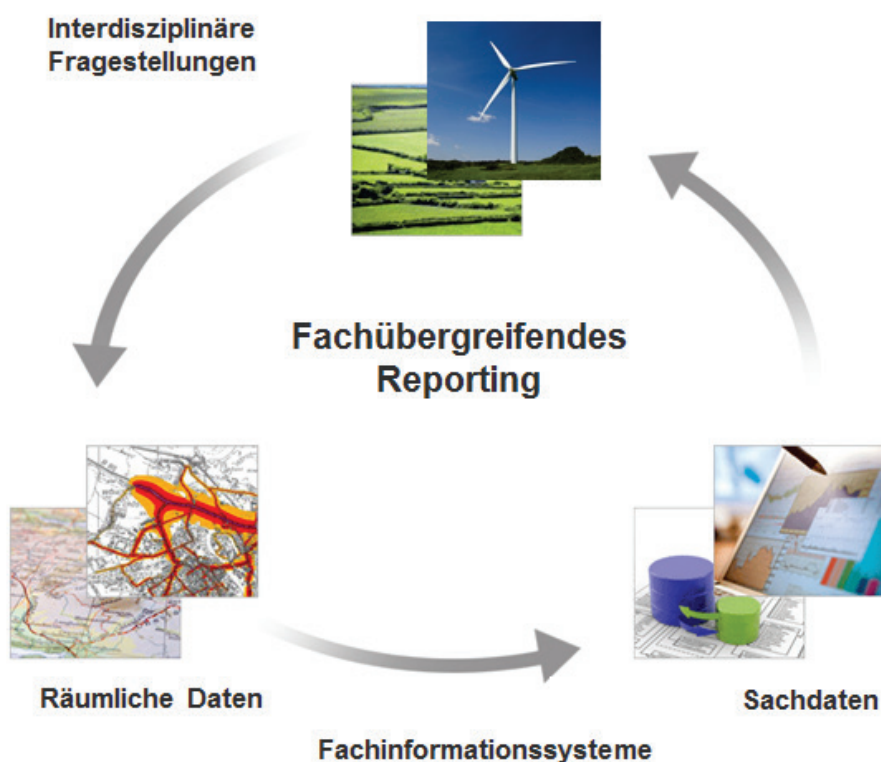 Interdisziplinäre
Fragestellungen
Fachübergreifendes
Reporting
Räumliche Daten
Sachdaten
Fachinformationssysteme